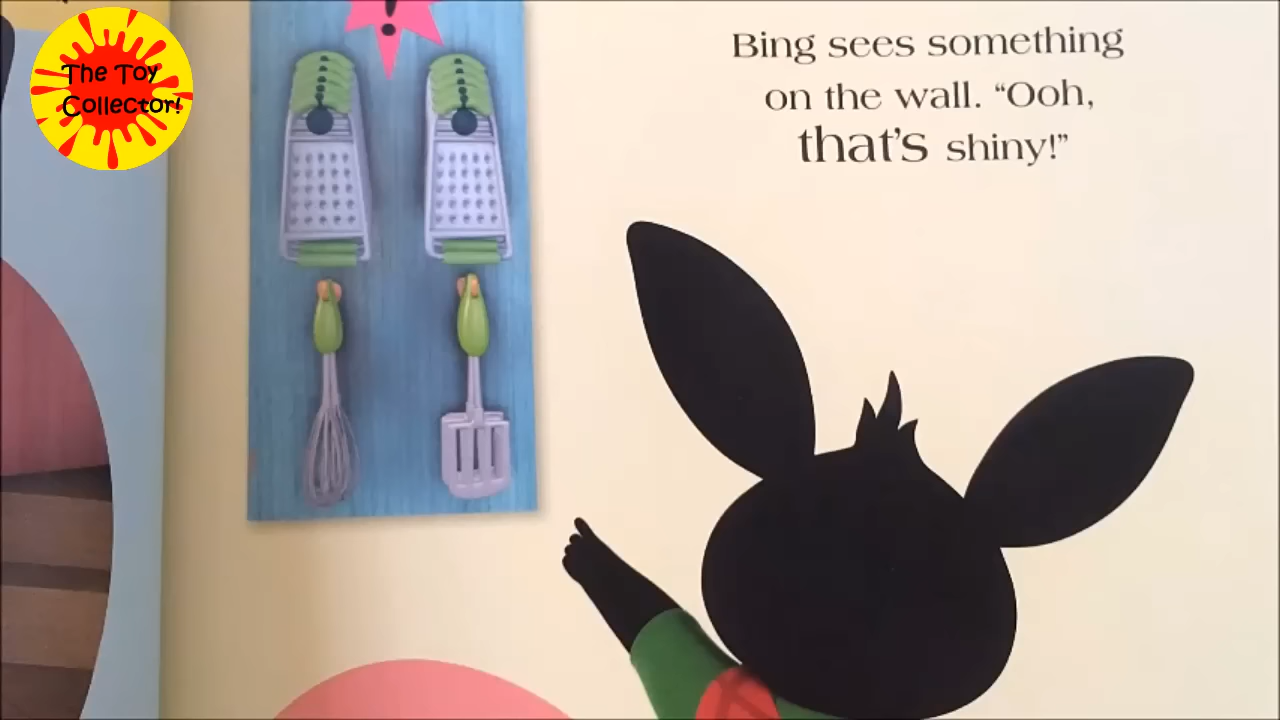 The Toy
Collector!
!
Bing sees something
on the wall. “Ooh,
that’s shiny!”